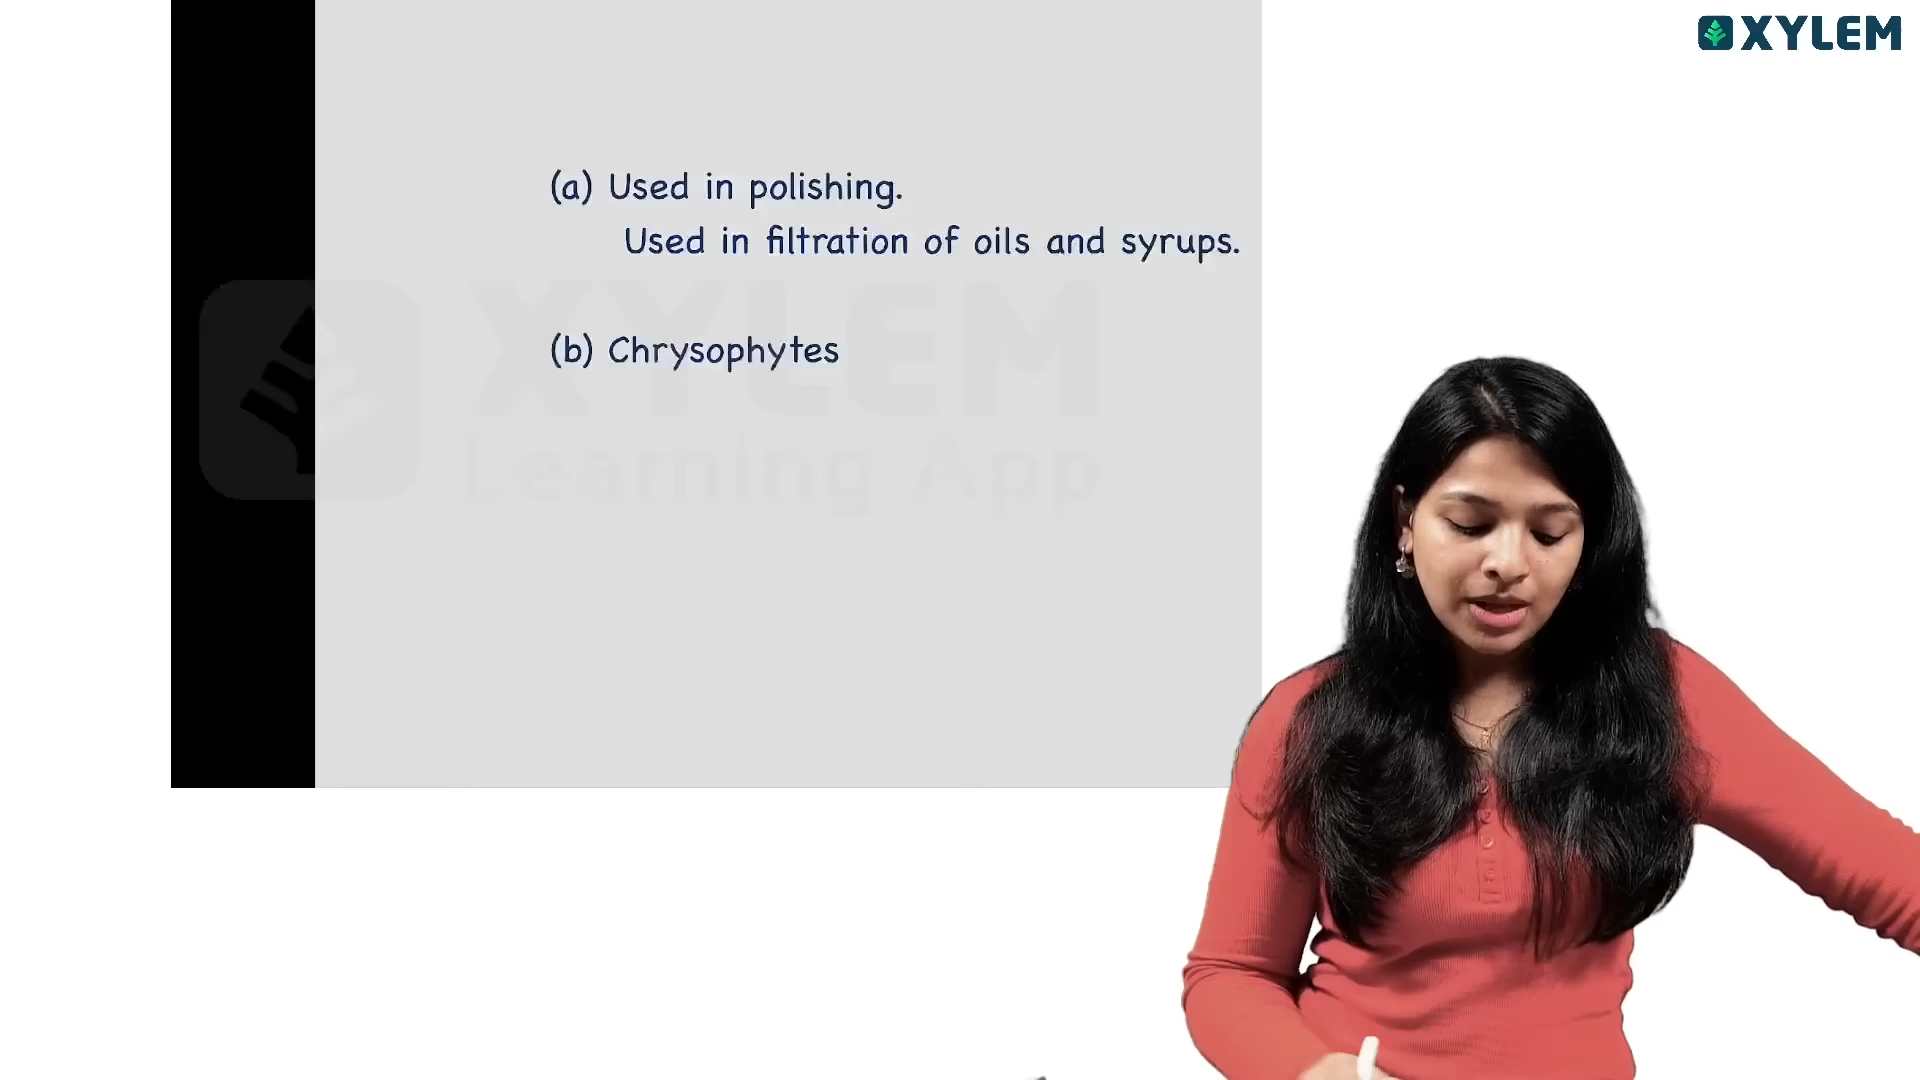 XYLEM
(a) Used in polishing.
Used in filtration of oils and syrups.
(b) Chrysophytes
XYLEM
Learning App